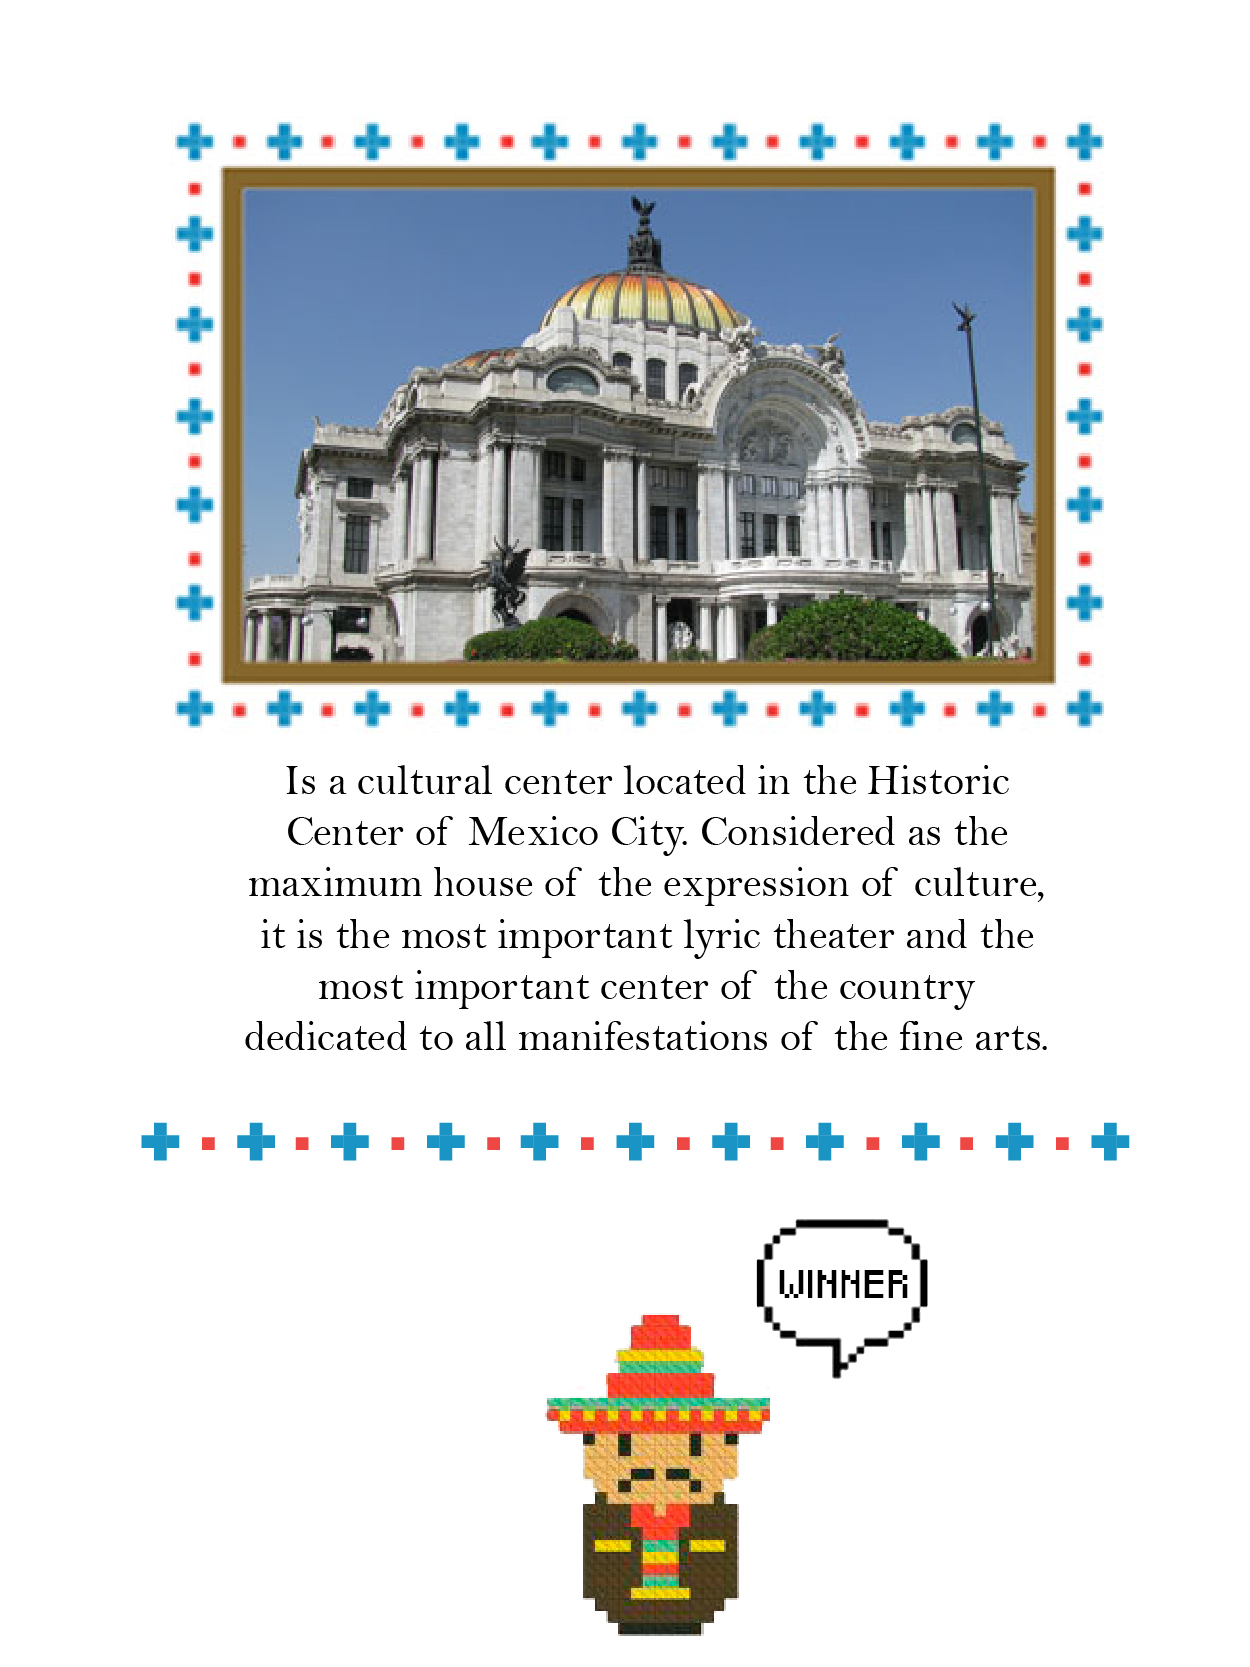 Is a cultural center located in the Historic
Center of Mexico City. Considered as the
maximum house of the expression of culture,
it is the most important lyric theater and the
most important center of the country
dedicated to all manifestations of the fine arts.
WINNER